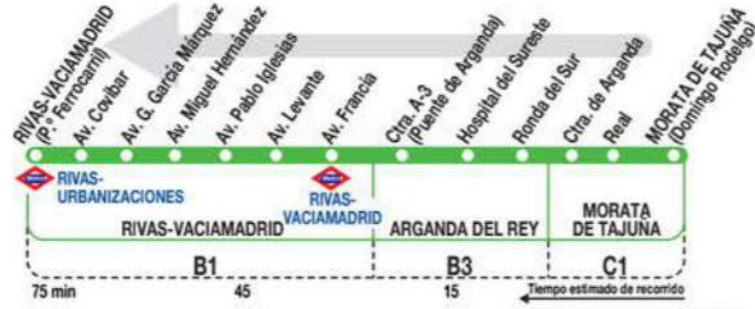 RIVAS-VACIAMADRID
(P.º Ferrocarril)
Av. Covibar
Av. G. García Márquez
Av. Miguel Hernández
Av. Pablo Iglesias
Av. Levante
Av. Francia
Ctra. A-3
(Puente de Arganda)
Hospital del Sureste
Ronda del Sur
Ctra. de Arganda
Real
MORATA DE TAJUÑA
(Domingo Rodelgo)
RIVAS-
URBANIZACIONES
RIVAS-
VACIAMADRID
RIVAS-VACIAMADRID
ARGANDA DEL REY
MORATA
DE TAJUÑA
B1
B3
C1
75 min
45
15
Tiempo estimado de recorrido